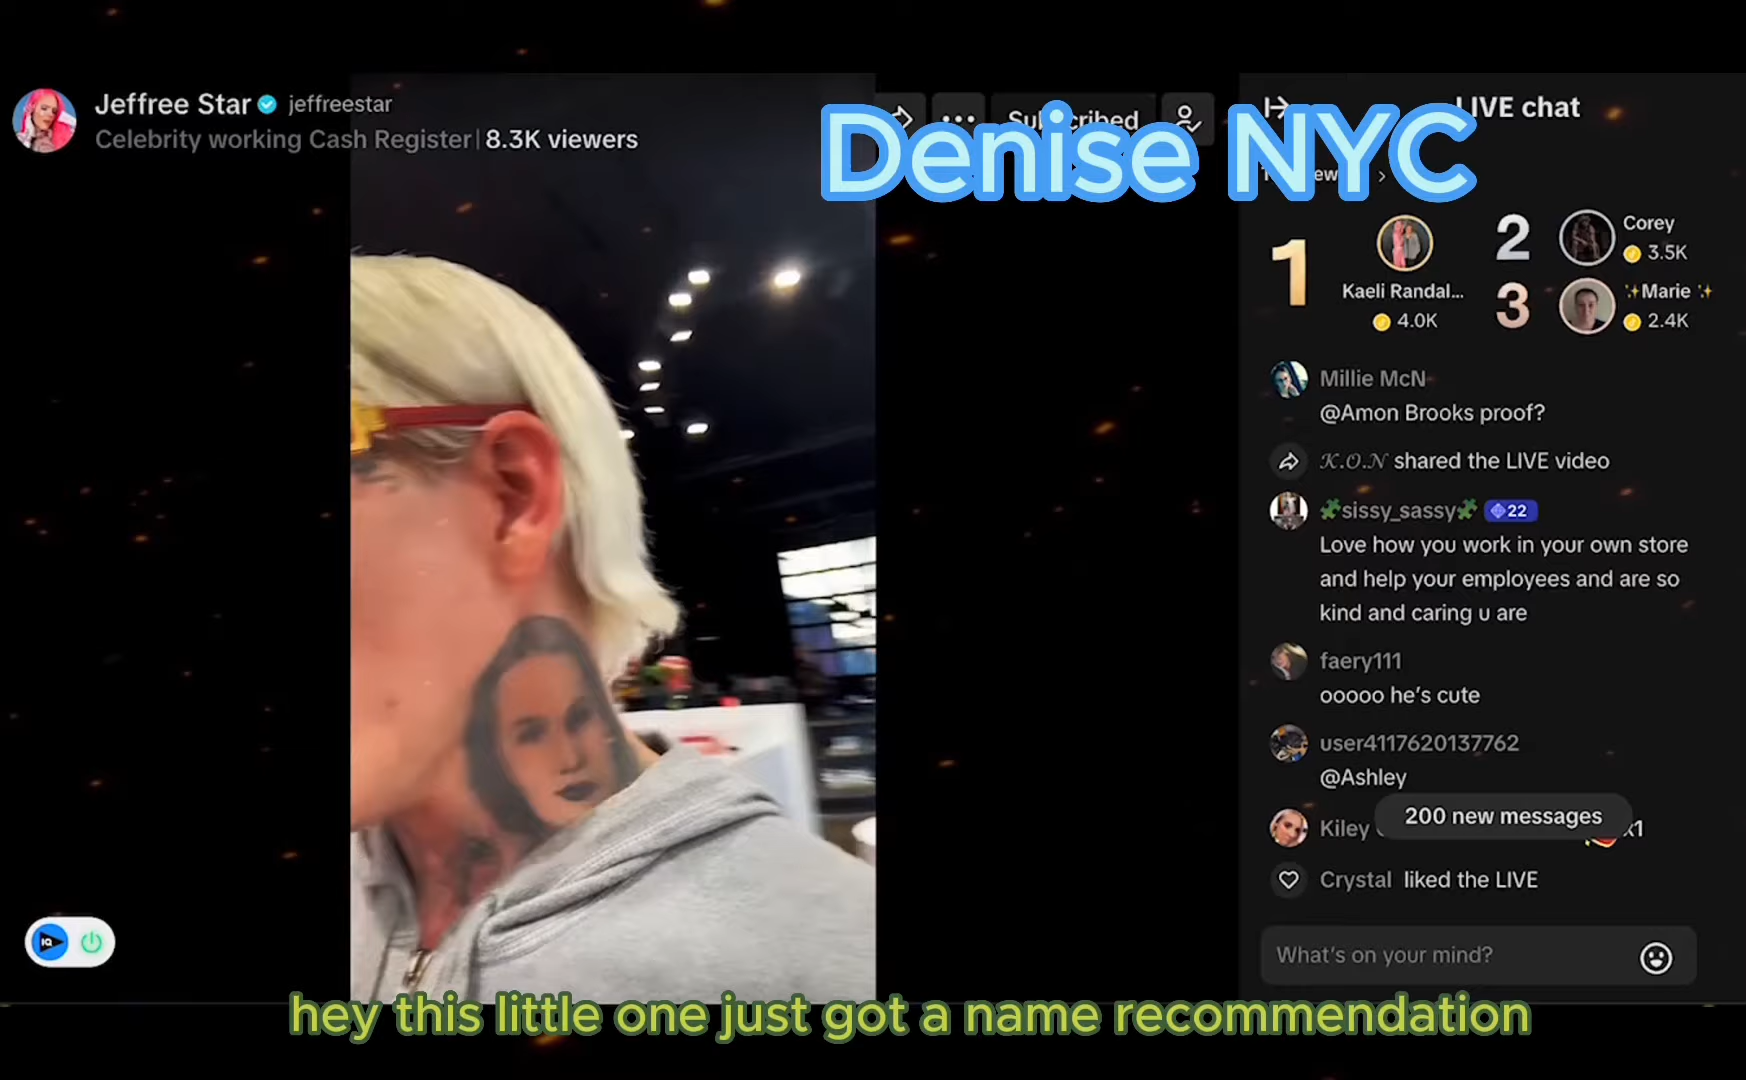 Jeffree Star jeffreestar
Celebrity working Cash Register | 8.3K viewers
Subscribed
Denise NYC
LIVE chat
1
Kaeli Randal...
4.0K
2
Corey
3.5K
3
✨Marie ✨
2.4K
Millie McN
@Amon Brooks proof?
𝒦.𝒪.𝒩 shared the LIVE video
sissy_sassy 22
Love how you work in your own store
and help your employees and are so
kind and caring u are
faery111
ooooo he's cute
user4117620137762
@Ashley
Kiley
x1
200 new messages
Crystal liked the LIVE
What's on your mind?
IQ
hey this little one just got a name recommendation